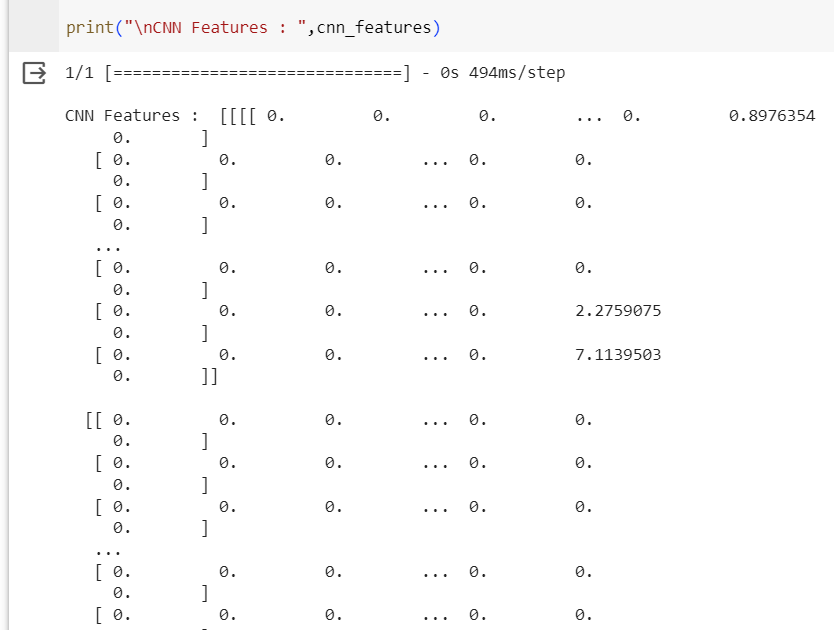 print("\nCNN Features : ",cnn_features)
1/1 [==============================] - 0s 494ms/step
CNN Features :  [[[[ 0.         0.         0.         ...  0.         0.8976354
     0.       ]
   [ 0.         0.         0.         ...  0.         0.
     0.       ]
   [ 0.         0.         0.         ...  0.         0.
     0.       ]
   ...
   [ 0.         0.         0.         ...  0.         0.
     0.       ]
   [ 0.         0.         0.         ...  0.         2.2759075
     0.       ]
   [ 0.         0.         0.         ...  0.         7.1139503
     0.       ]]
  [[ 0.         0.         0.         ...  0.         0.
     0.       ]
   [ 0.         0.         0.         ...  0.         0.
     0.       ]
   [ 0.         0.         0.         ...  0.         0.
     0.       ]
   ...
   [ 0.         0.         0.         ...  0.         0.
     0.       ]
   [ 0.         0.         0.         ...  0.         0.